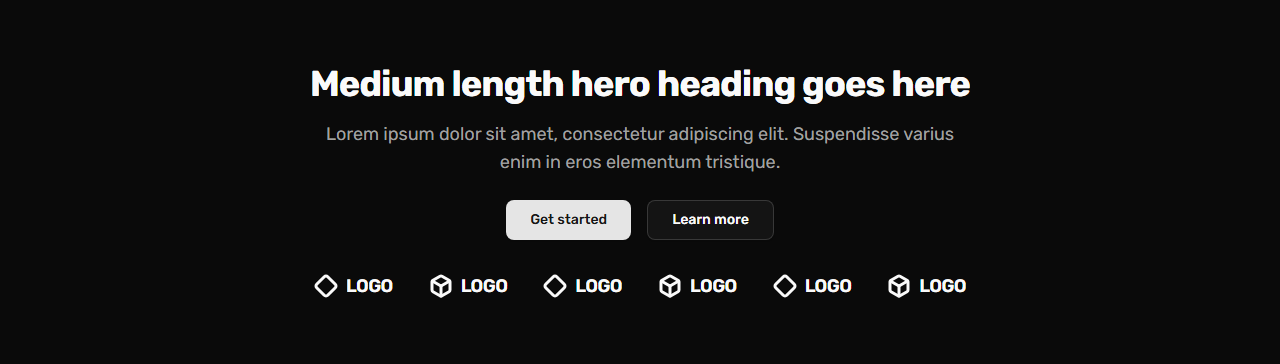 Medium length hero heading goes here
Lorem ipsum dolor sit amet, consectetur adipiscing elit. Suspendisse varius
enim in eros elementum tristique.
Get started Learn more
LOGO LOGO LOGO LOGO LOGO LOGO